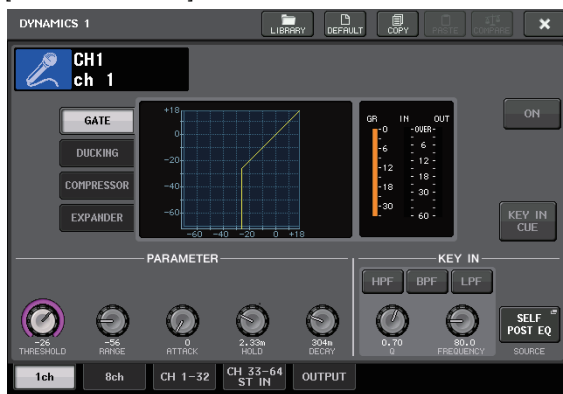 DYNAMICS 1
LIBRARY DEFAULT COPY PASTE COMPARE
CH1
ch 1
GATE
DUCKING
COMPRESSOR
EXPANDER
+18
0
-20
-40
-60
-60 -40 -20 0 +18
GR IN OUT
-0 -OVER-
-6 6
-12 12
-18 18
-30 30
60
ON
KEY IN
CUE
PARAMETER
-26 -56 0 2.33m 304m
THRESHOLD RANGE ATTACK HOLD DECAY
KEY IN
HPF BPF LPF
0.70 80.0
Q FREQUENCY
SELF
POST EQ
SOURCE
1ch 8ch CH 1-32 CH 33-64
ST IN OUTPUT